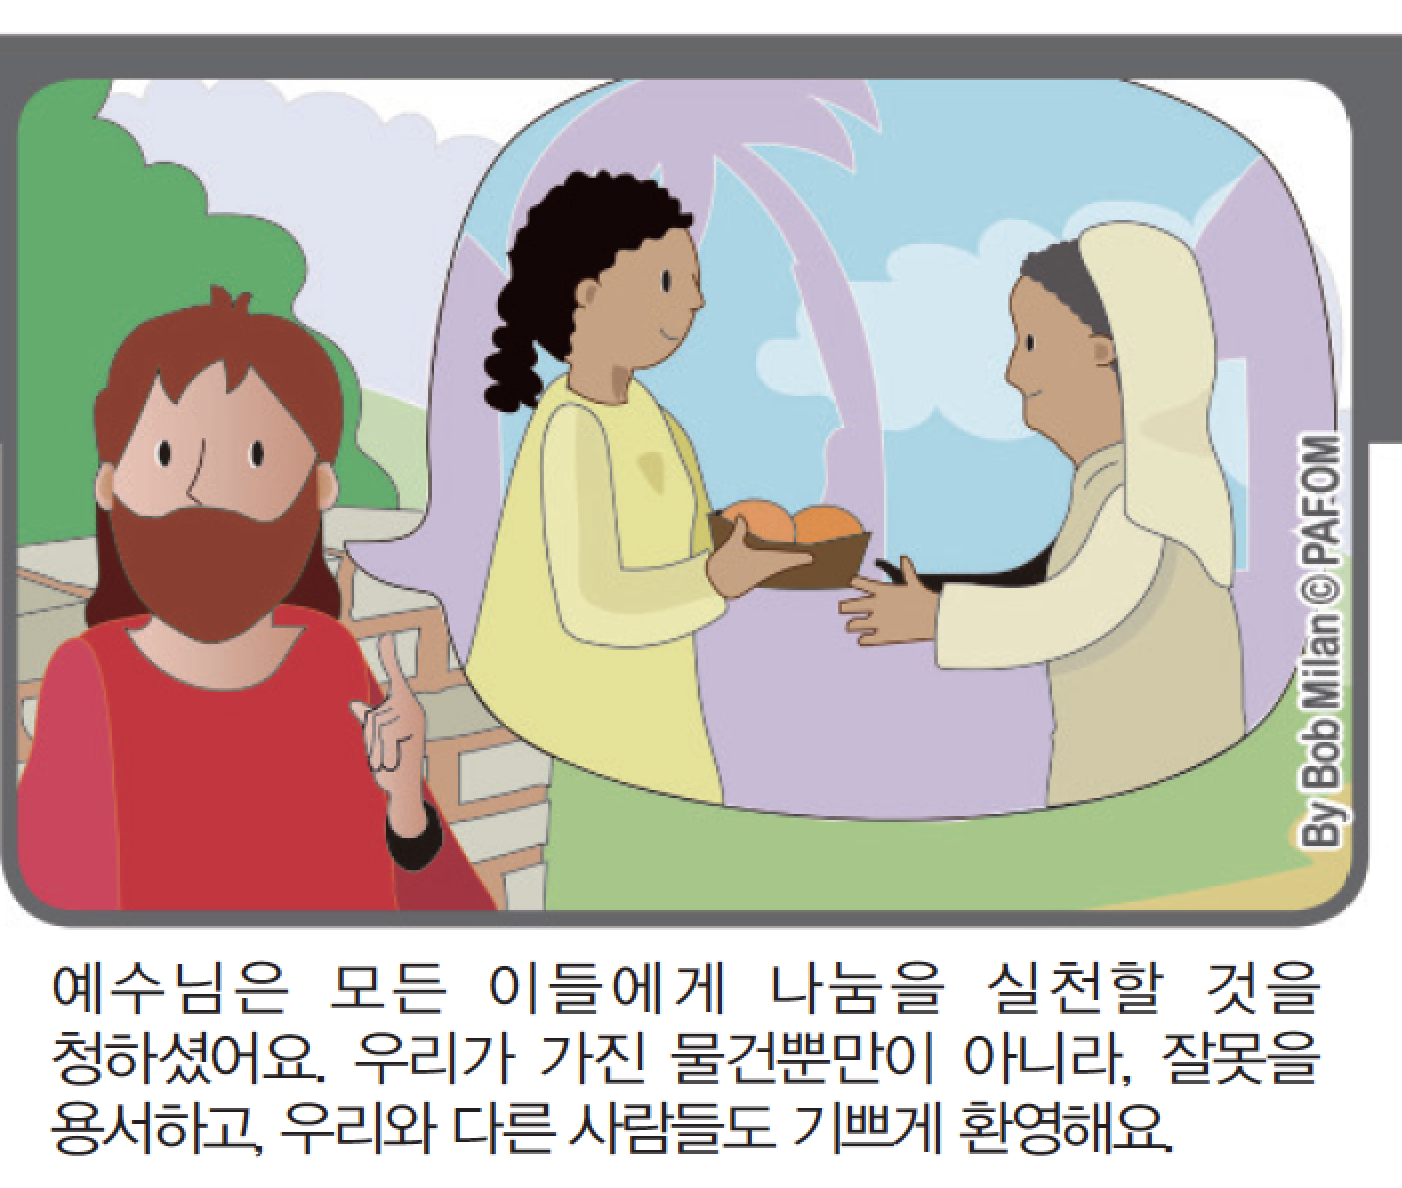 By Bob Milan © PAF-OM
예수님은 모든 이들에게 나눔을 실천할 것을
청하셨어요. 우리가 가진 물건뿐만이 아니라, 잘못을
용서하고, 우리와 다른 사람들도 기쁘게 환영해요.